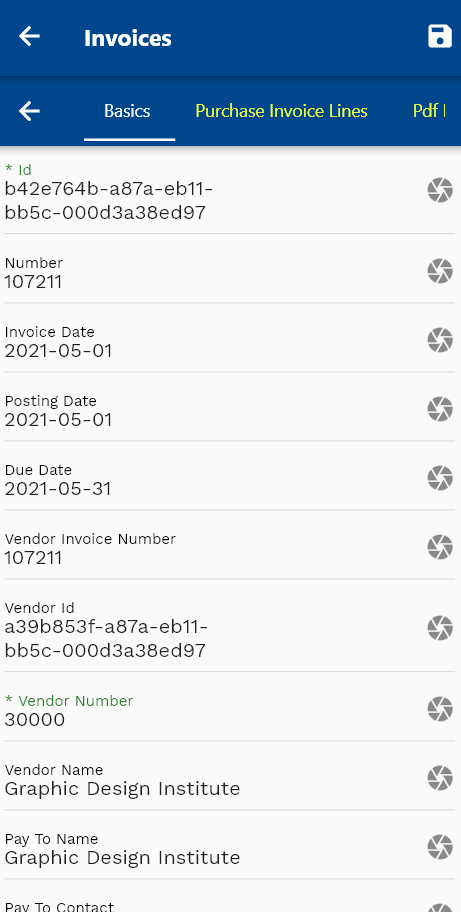 Invoices
Basics Purchase Invoice Lines Pdf
* Id
b42e764b-a87a-eb11-
bb5c-000d3a38ed97
Number
107211
Invoice Date
2021-05-01
Posting Date
2021-05-01
Due Date
2021-05-31
Vendor Invoice Number
107211
Vendor Id
a39b853f-a87a-eb11-
bb5c-000d3a38ed97
* Vendor Number
30000
Vendor Name
Graphic Design Institute
Pay To Name
Graphic Design Institute
Pay To Contact